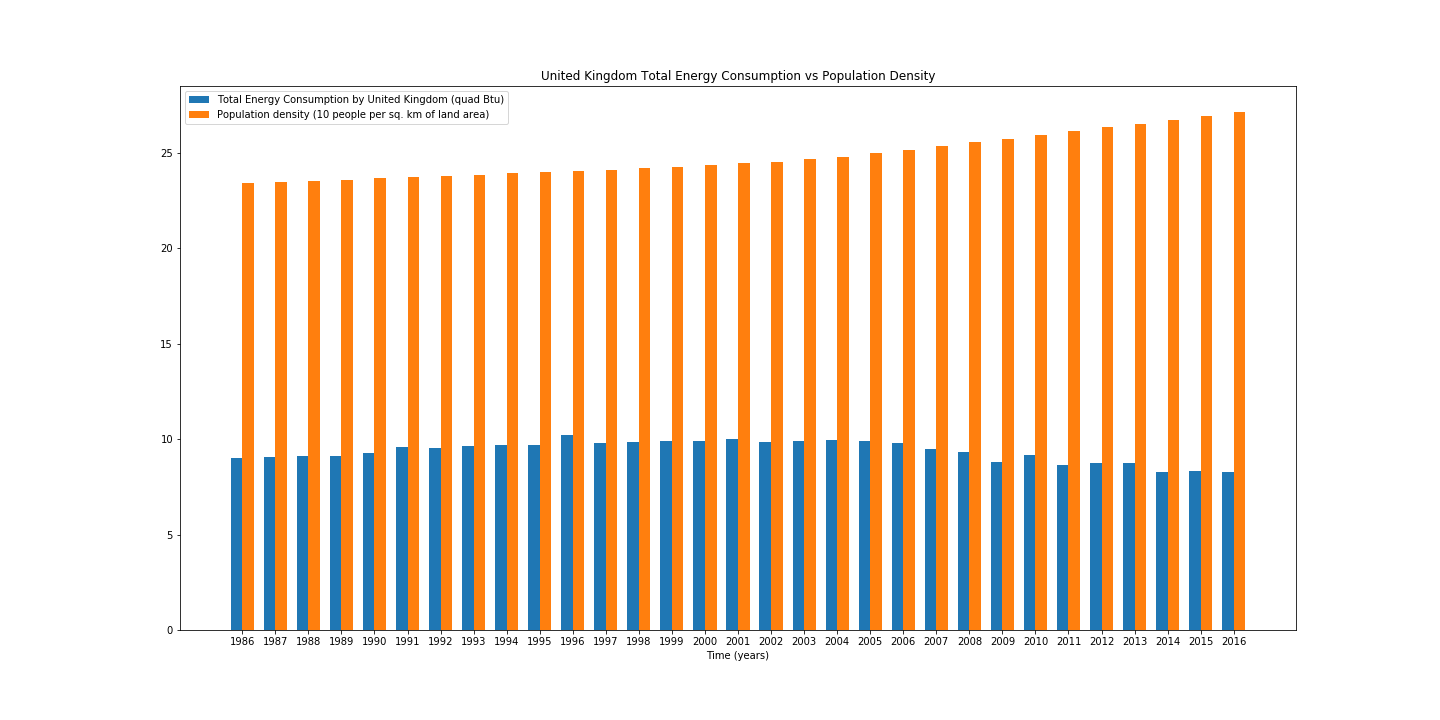 United Kingdom Total Energy Consumption vs Population Density
Total Energy Consumption by United Kingdom (quad Btu)
Population density (10 people per sq. km of land area)
25
20
15
10
5
0
1986 1987 1988 1989 1990 1991 1992 1993 1994 1995 1996 1997 1998 1999 2000 2001 2002 2003 2004 2005 2006 2007 2008 2009 2010 2011 2012 2013 2014 2015 2016
Time (years)